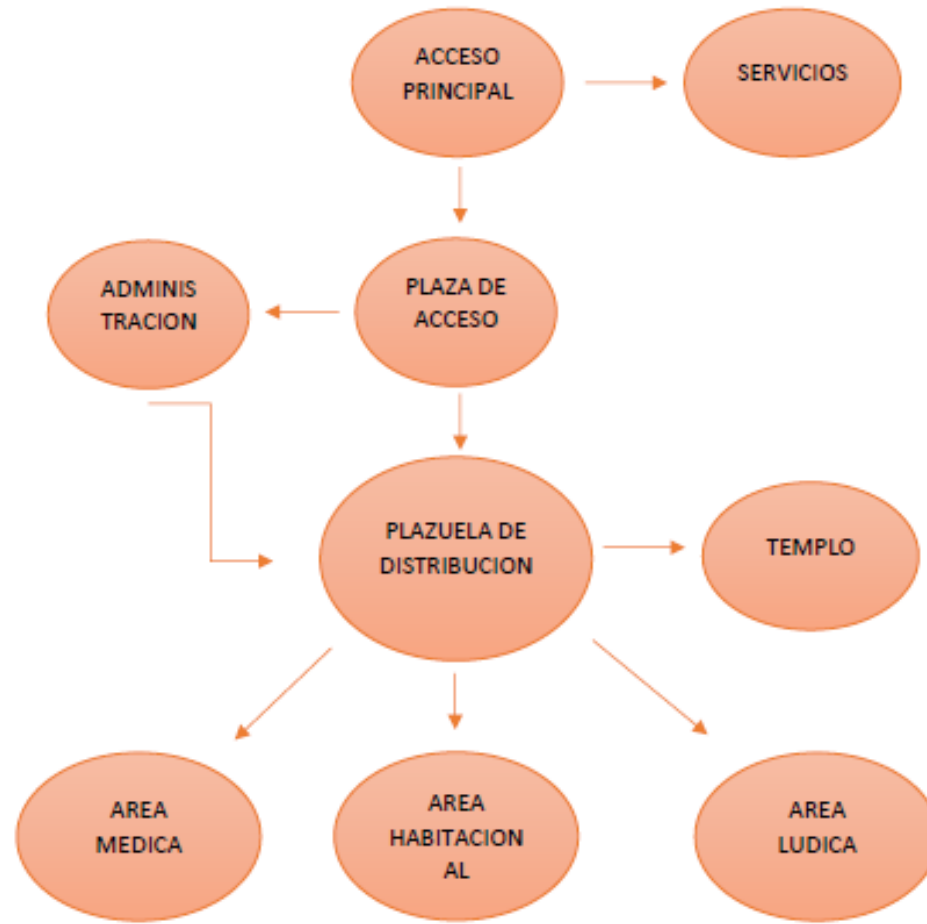 ACCESO
PRINCIPAL
SERVICIOS
ADMINIS
TRACION
PLAZA DE
ACCESO
PLAZUELA DE
DISTRIBUCION
TEMPLO
AREA
MEDICA
AREA
HABITACION
AL
AREA
LUDICA